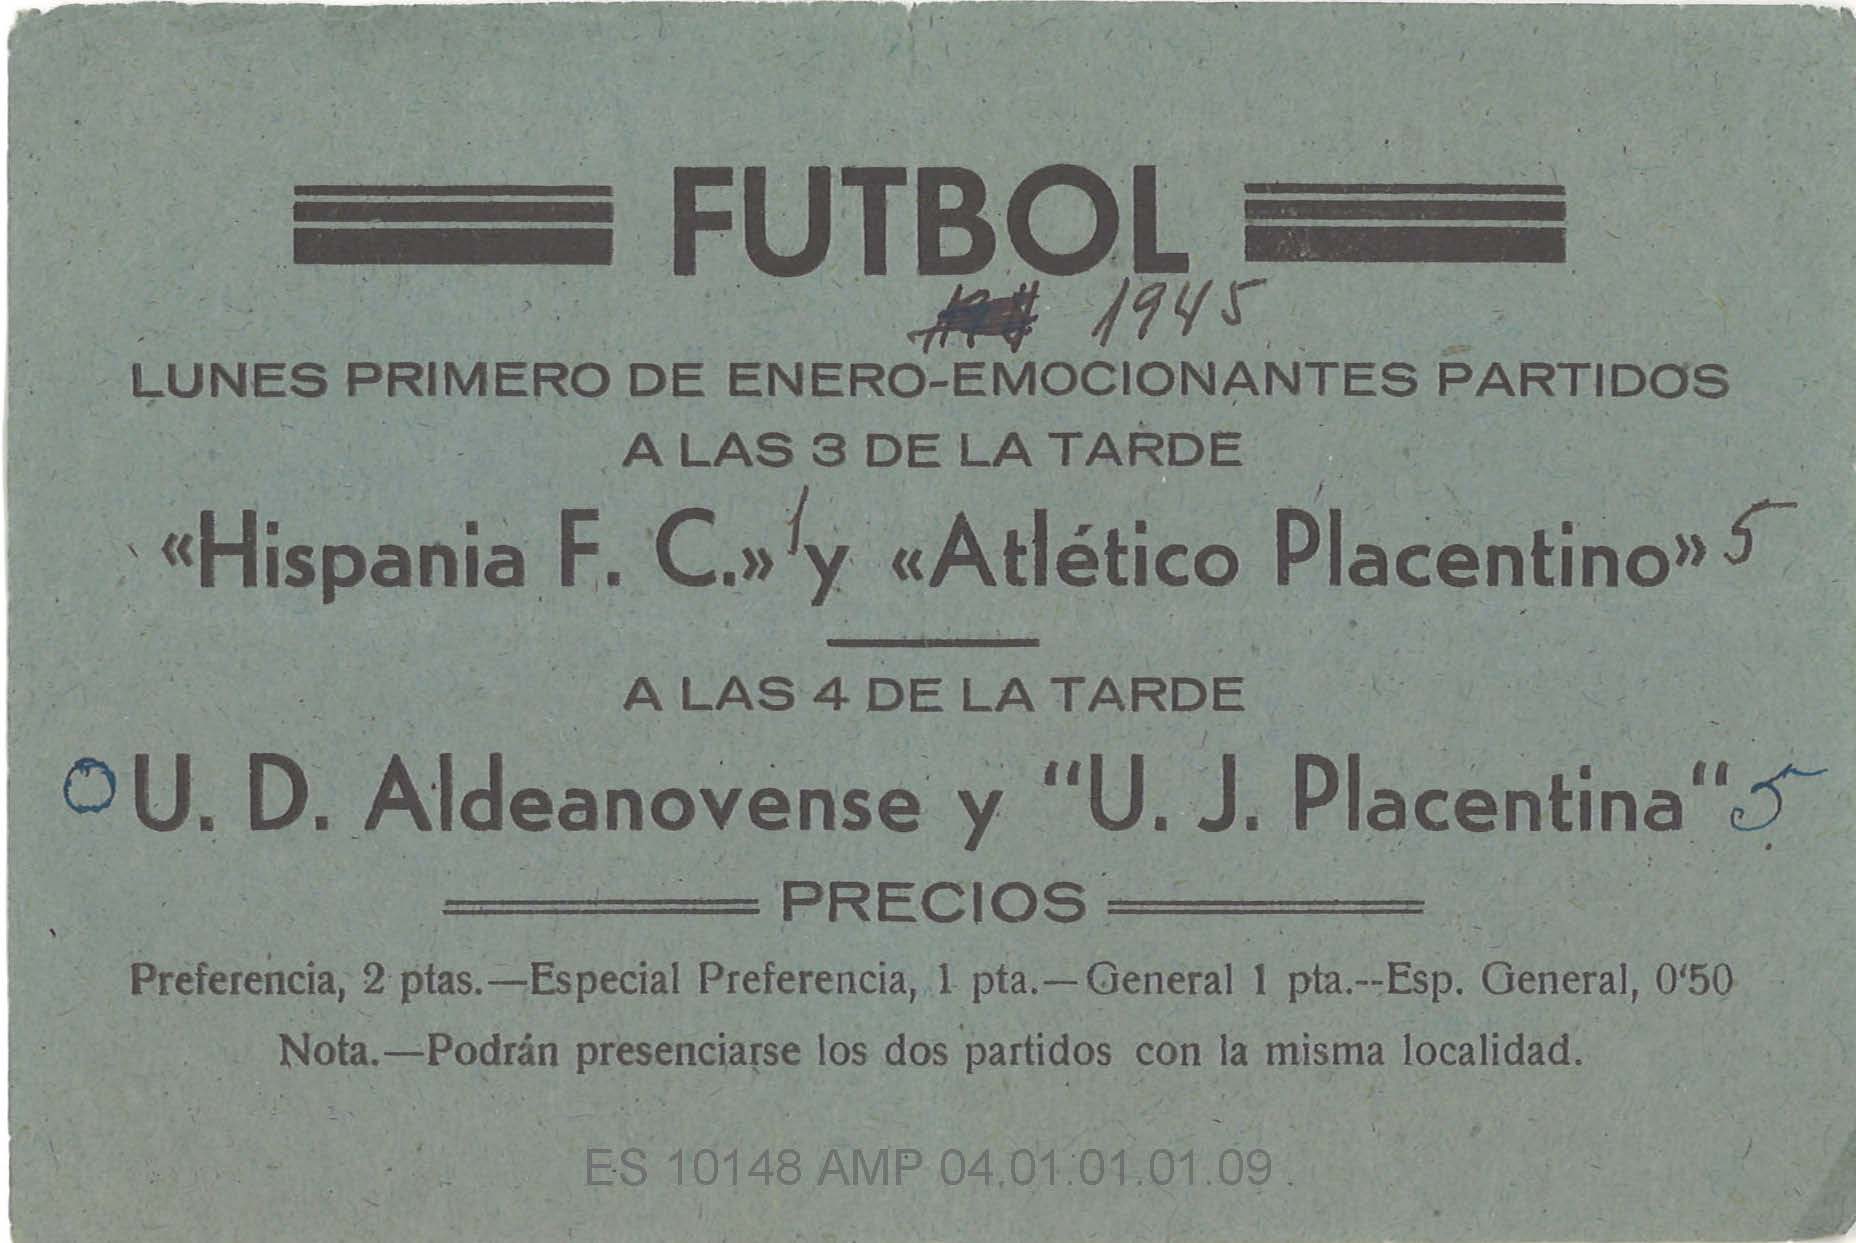 FUTBOL
1945
LUNES PRIMERO DE ENERO-EMOCIONANTES PARTIDOS
A LAS 3 DE LA TARDE
«Hispania F. C.» 1 y «Atlético Placentino» 5
A LAS 4 DE LA TARDE
0 U. D. Aldeanovense y “U. J. Placentina“ 5
PRECIOS
Preferencia, 2 ptas.—Especial Preferencia, 1 pta.—General 1 pta.--Esp. General, 0‘50
Nota.—Podrán presenciarse los dos partidos con la misma localidad.
ES 10148 AMP 04.01.01.01.09